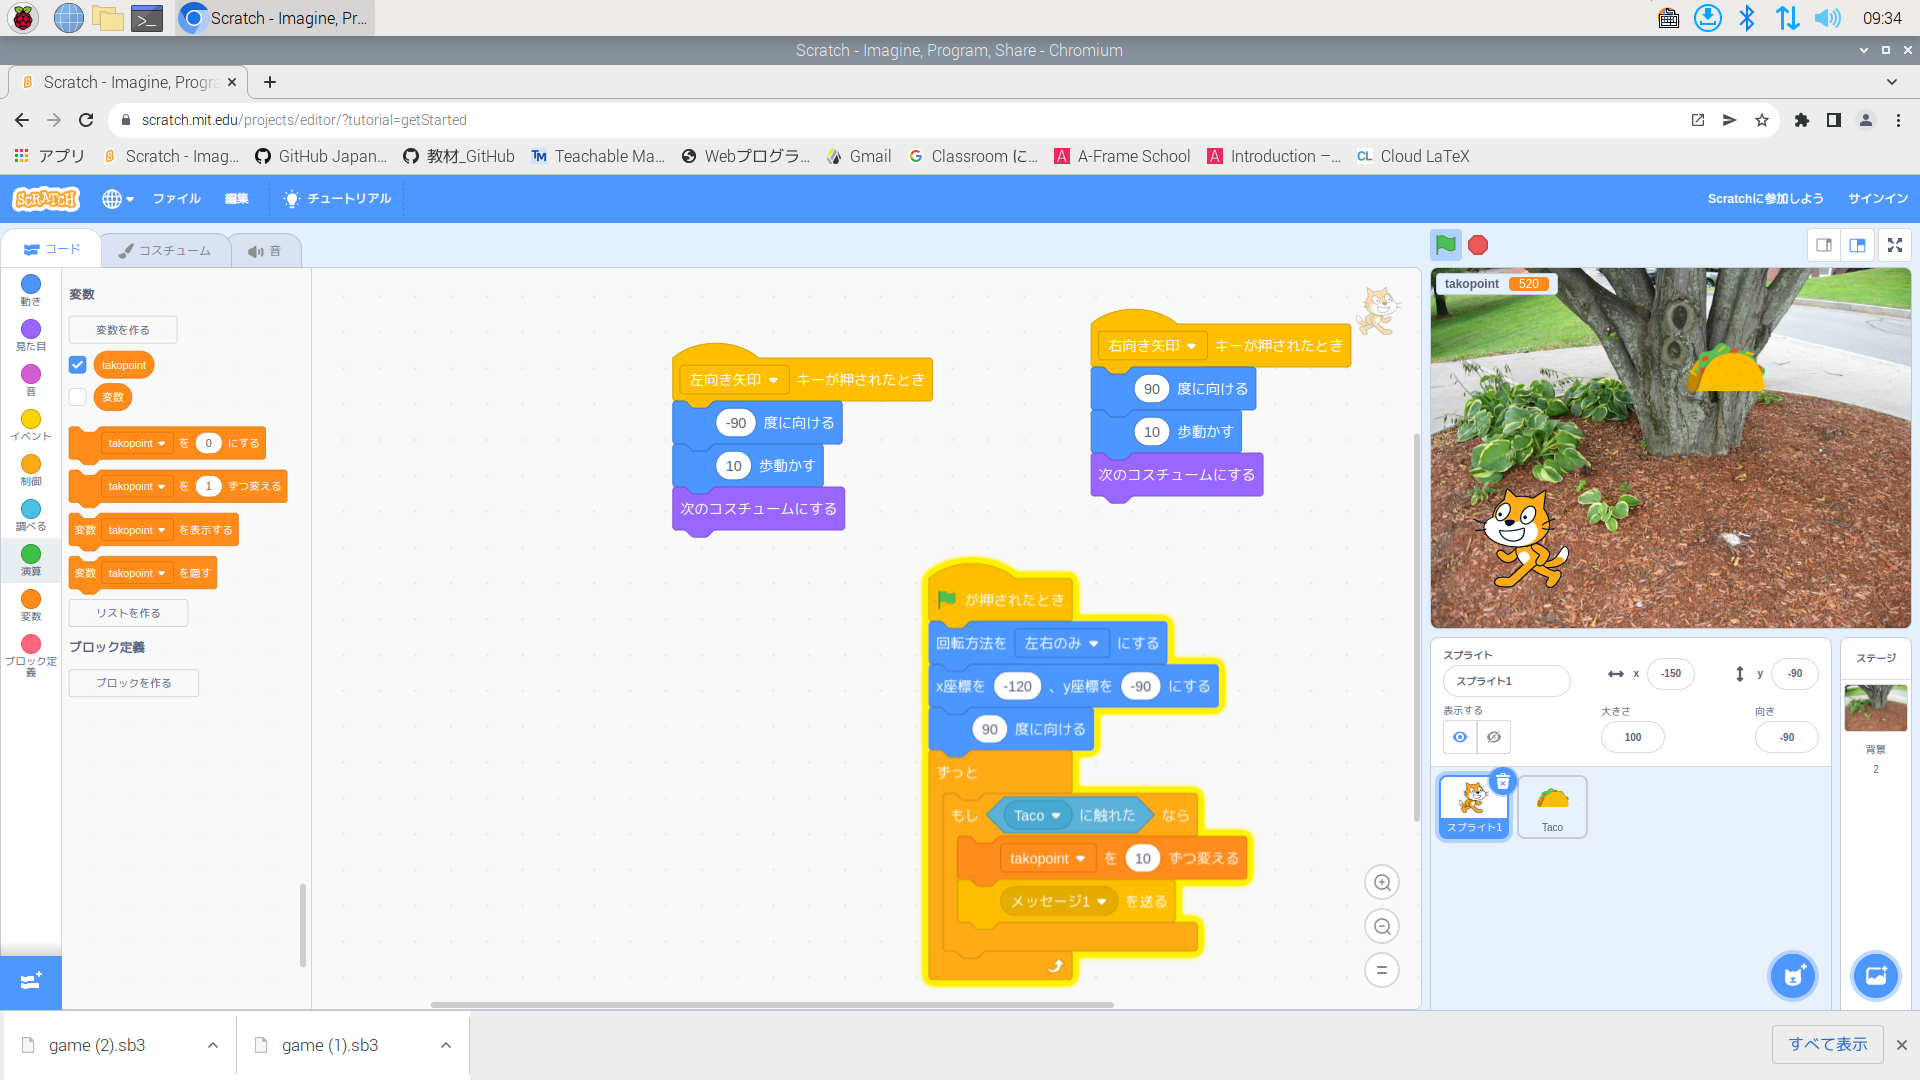 Scratch - Imagine, Pr...
09:34
Scratch - Imagine, Program, Share - Chromium
Scratch - Imagine, Progra
scratch.mit.edu/projects/editor/?tutorial=getStarted
アプリ
Scratch - Imag...
GitHub Japan...
教材_GitHub
Teachable Ma...
Webプログラ...
Gmail
Classroom に...
A-Frame School
Introduction –...
Cloud LaTeX
SCRATCH
ファイル
編集
チュートリアル
Scratchに参加しよう
サインイン
コード
コスチューム
音
動き
見た目
音
イベント
制御
調べる
演算
変数
ブロック定
義
変数
変数を作る
takopoint
変数
takopoint を 0 にする
takopoint を 1 ずつ変える
変数 takopoint を表示する
変数 takopoint を隠す
リストを作る
ブロック定義
ブロックを作る
左向き矢印 キーが押されたとき
-90 度に向ける
10 歩動かす
次のコスチュームにする
右向き矢印 キーが押されたとき
90 度に向ける
10 歩動かす
次のコスチュームにする
が押されたとき
回転方法を 左右のみ にする
x座標を -120 、y座標を -90 にする
90 度に向ける
ずっと
もし Taco に触れた なら
takopoint を 10 ずつ変える
メッセージ1 を送る
takopoint 520
スプライト
スプライト1
x -150
y -90
表示する
大きさ
100
向き
-90
スプライト1
Taco
ステージ
背景
2
game (2).sb3
game (1).sb3
すべて表示